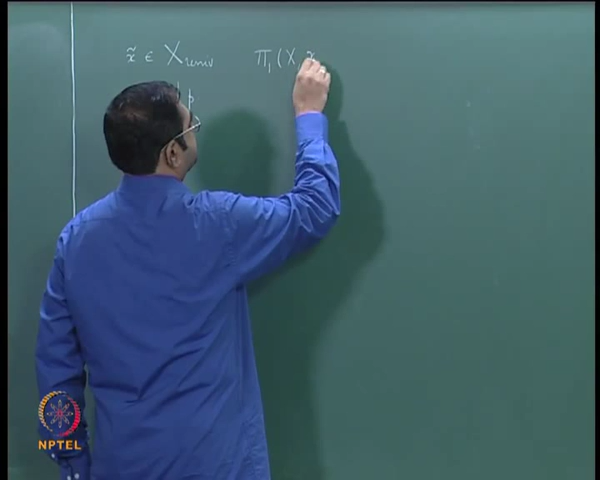 x̃ ∈ X_univ π₁(X, x
p
NPTEL